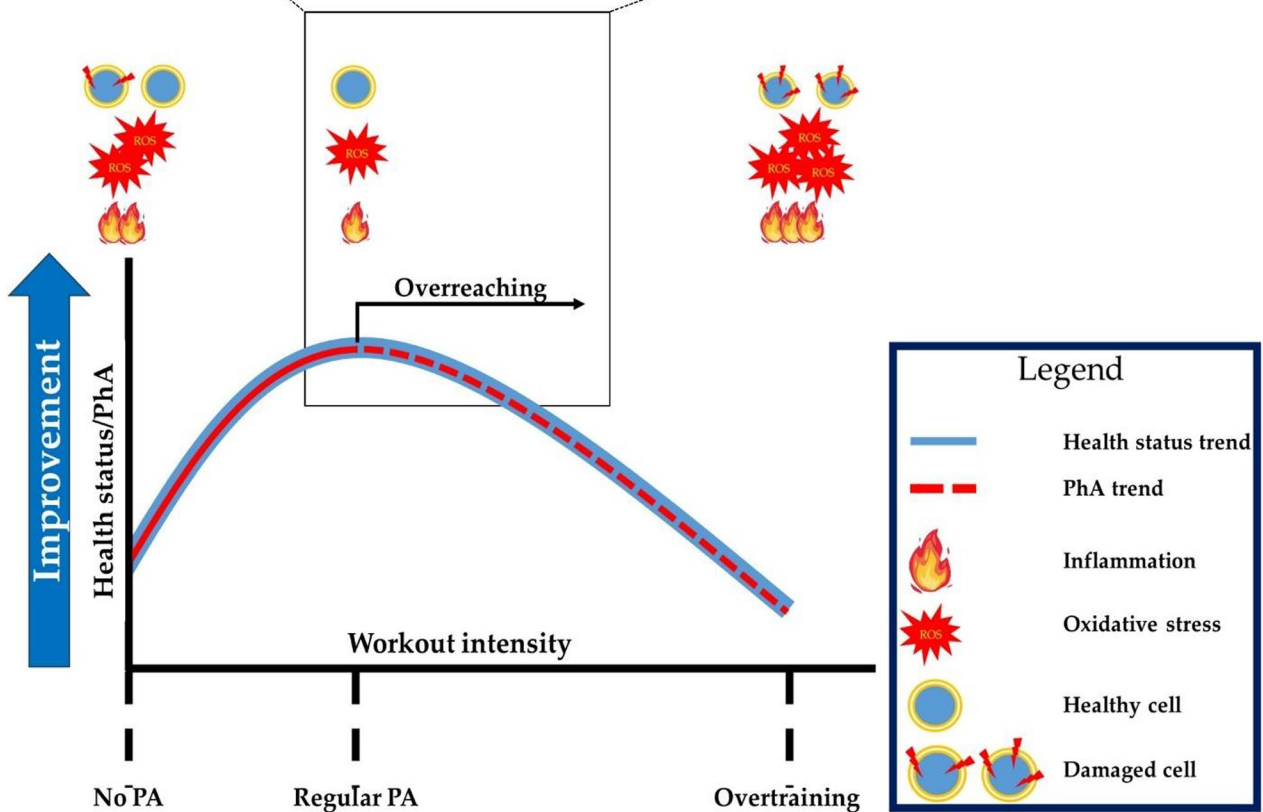 ROS
ROS
ROS
ROS
ROS
ROS
Overreaching
Improvement
Health status/PhA
Workout intensity
No PA
Regular PA
Overtraining
Legend
Health status trend
PhA trend
Inflammation
ROS
Oxidative stress
Healthy cell
Damaged cell